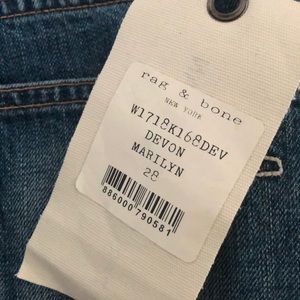 rag & bone
NEW YORK
W1718K168DEV
DEVON
MARILYN
28
886000790581